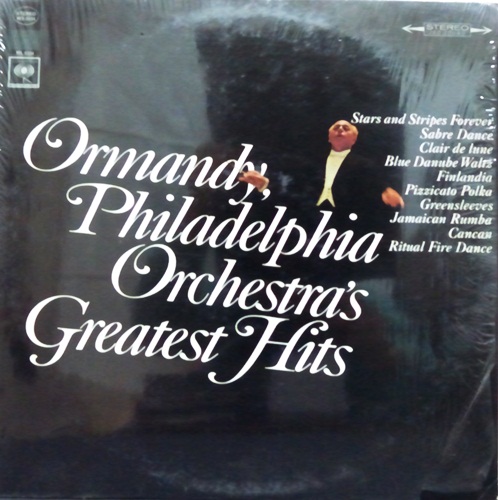 STEREO
Stars and Stripes Forever
Sabre Dance
Clair de lune
Blue Danube Waltz
Finlandia
Pizzicato Polka
Greensleeves
Jamaican Rumba
Cancan
Ritual Fire Dance
Ormandy,
Philadelphia
Orchestra's
Greatest Hits